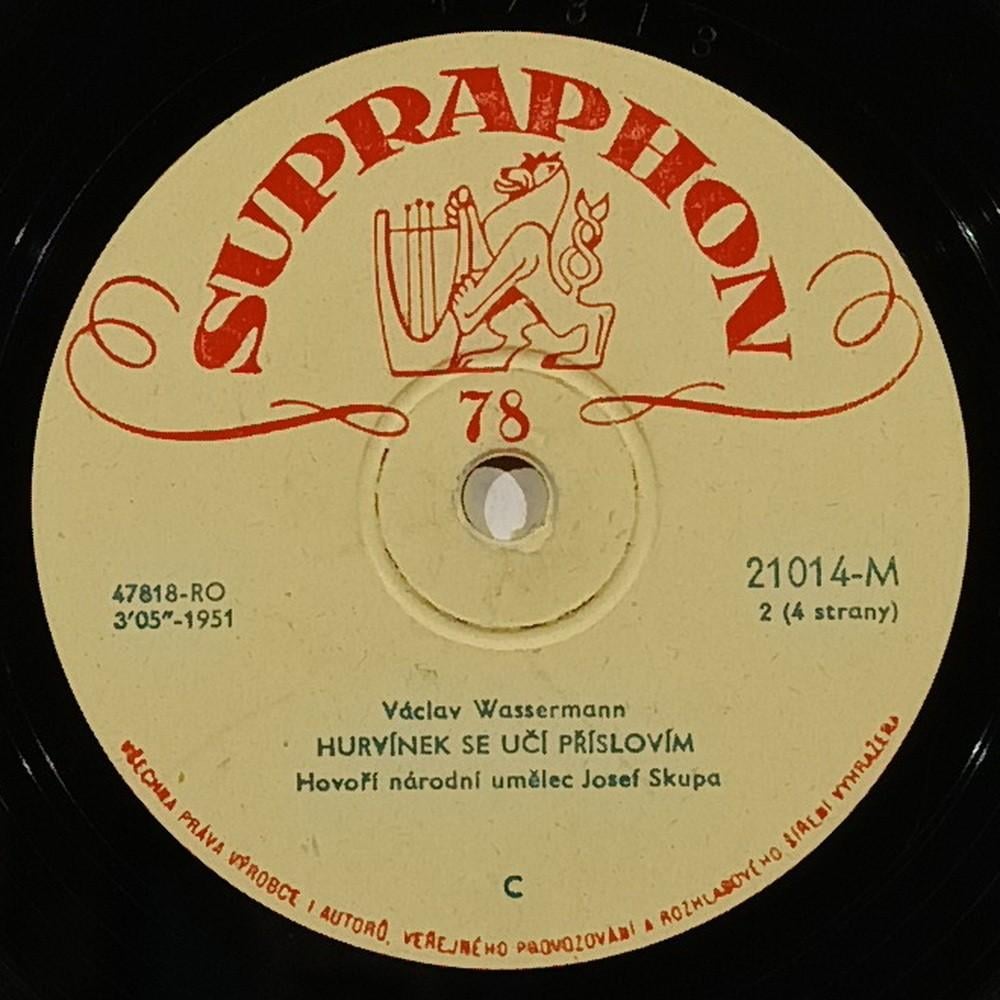 SUPRAPHON
78
47818-RO
3'05"-1951
21014-M
2 (4 strany)
Václav Wassermann
HURVÍNEK SE UČÍ PŘÍSLOVÍM
Hovoří národní umělec Josef Skupa
C
VŠECHNA PRÁVA VÝROBCE I AUTORŮ, VEŘEJNÉHO PROVOZOVÁNÍ A ROZHLASOVÉHO ŠÍŘENÍ VYHRAŽENA